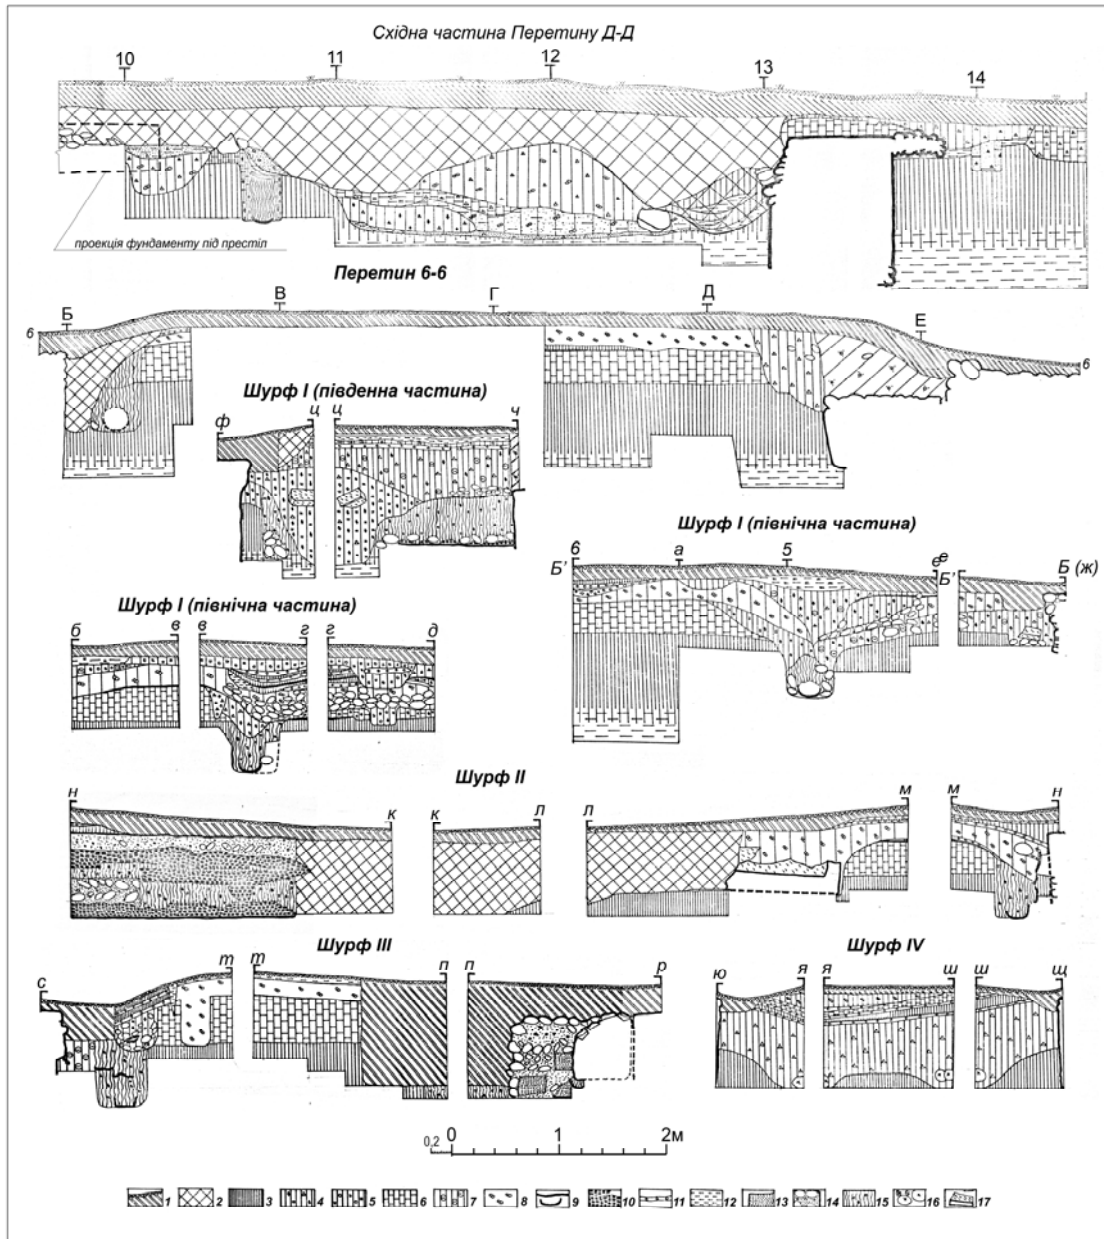 Східна частина Перетину Д-Д
10 11 12 13 14
проекція фундаменту під престіл
Перетин 6-6
Б В Г Д Е
6 6
Шурф I (південна частина)
ф ц ц ч
Шурф I (північна частина)
6 а 5 е е
Б' Б' Б (ж)
Шурф I (північна частина)
б в в г г д
Шурф II
н к к л л м м н
Шурф III
с т т п п р
Шурф IV
ю я я ш ш щ
0,2 0 1 2м
1 2 3 4 5 6 7 8 9 10 11 12 13 14 15 16 17